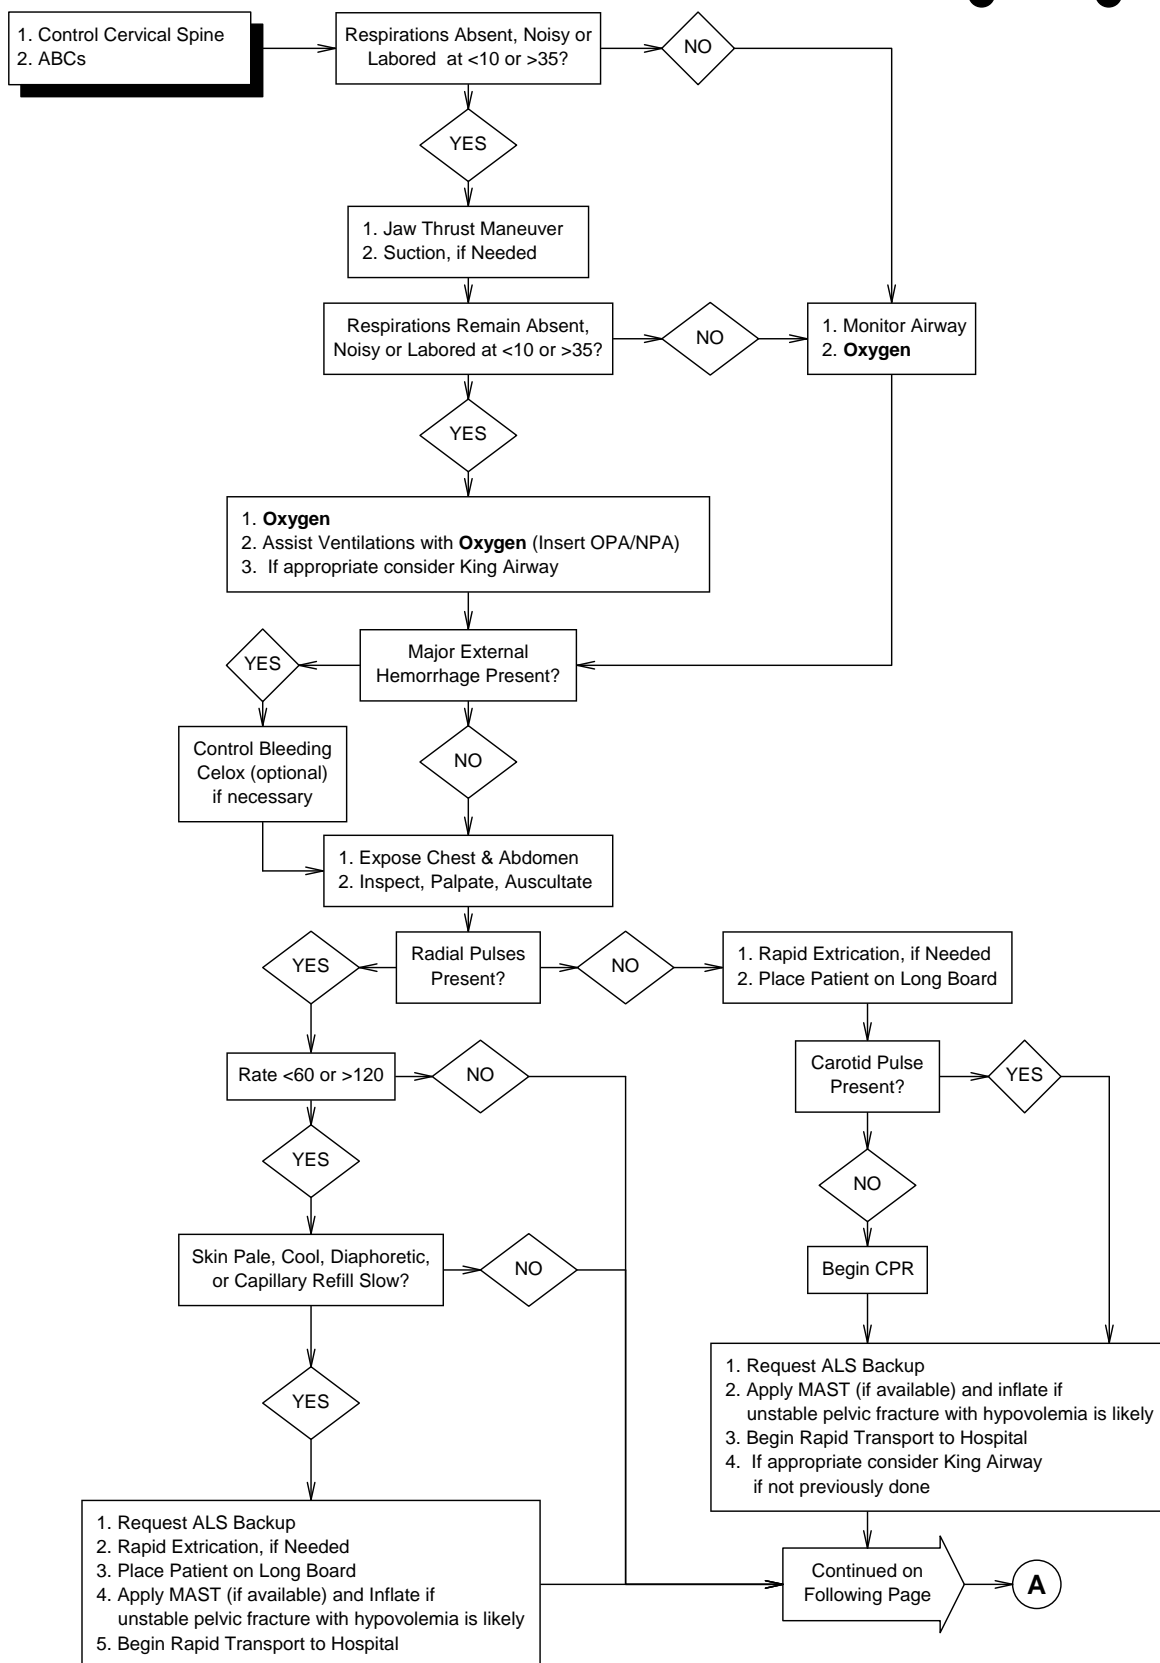 1. Control Cervical Spine
2. ABCs
Respirations Absent, Noisy or
Labored at <10 or >35?
NO
YES
1. Jaw Thrust Maneuver
2. Suction, if Needed
Respirations Remain Absent,
Noisy or Labored at <10 or >35?
NO
1. Monitor Airway
2. Oxygen
YES
1. Oxygen
2. Assist Ventilations with Oxygen (Insert OPA/NPA)
3. If appropriate consider King Airway
Major External
Hemorrhage Present?
YES
Control Bleeding
Celox (optional)
if necessary
NO
1. Expose Chest & Abdomen
2. Inspect, Palpate, Auscultate
Radial Pulses
Present?
YES
NO
1. Rapid Extrication, if Needed
2. Place Patient on Long Board
Rate <60 or >120
NO
Carotid Pulse
Present?
YES
YES
NO
Skin Pale, Cool, Diaphoretic,
or Capillary Refill Slow?
NO
Begin CPR
YES
1. Request ALS Backup
2. Apply MAST (if available) and inflate if
unstable pelvic fracture with hypovolemia is likely
3. Begin Rapid Transport to Hospital
4. If appropriate consider King Airway
if not previously done
1. Request ALS Backup
2. Rapid Extrication, if Needed
3. Place Patient on Long Board
4. Apply MAST (if available) and Inflate if
unstable pelvic fracture with hypovolemia is likely
5. Begin Rapid Transport to Hospital
Continued on
Following Page
A